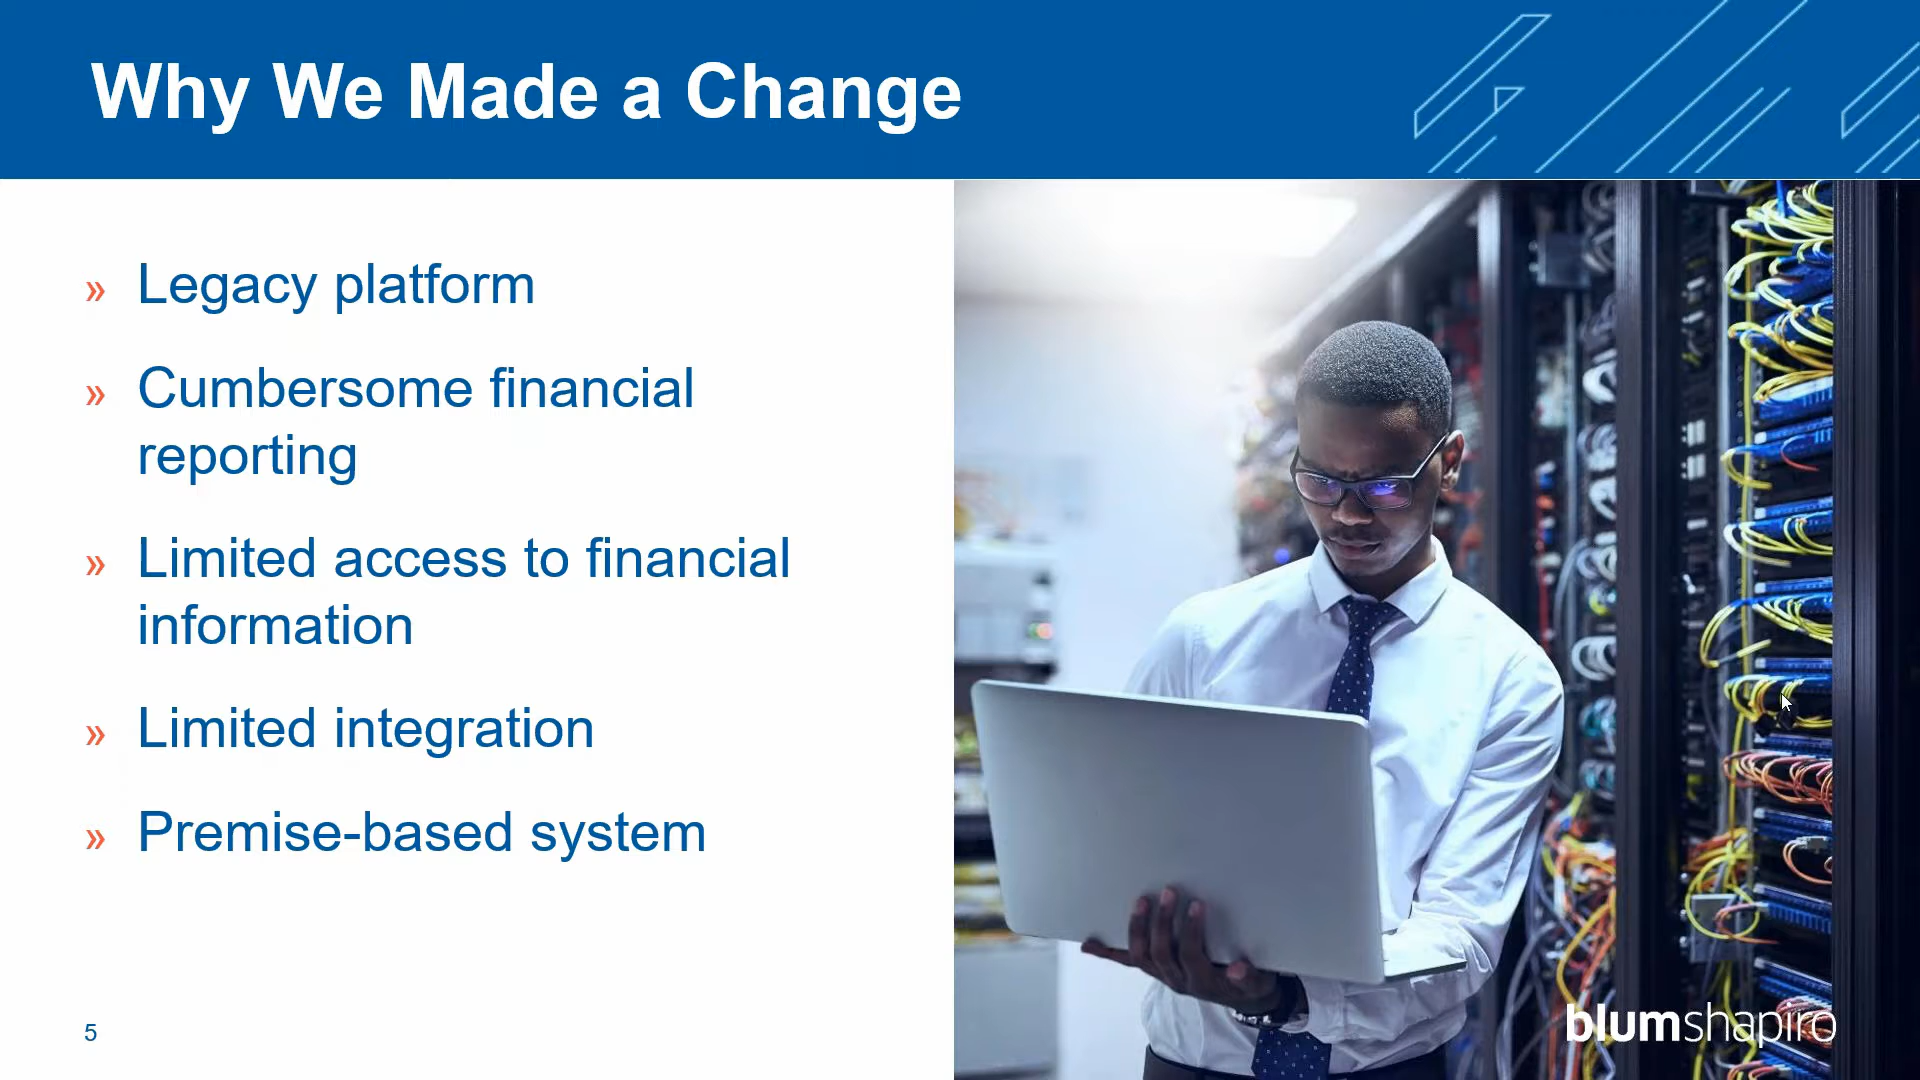 Why We Made a Change
» Legacy platform
» Cumbersome financial
reporting
» Limited access to financial
information
» Limited integration
» Premise-based system
5
blumshapiro